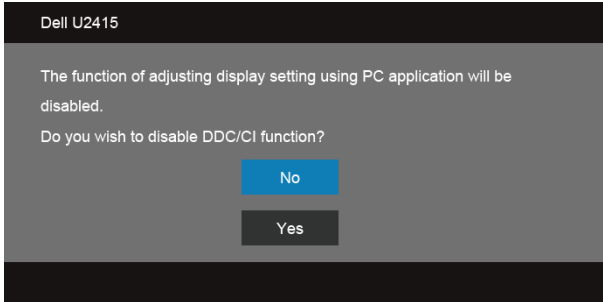 Dell U2415
The function of adjusting display setting using PC application will be
disabled.
Do you wish to disable DDC/CI function?
No
Yes